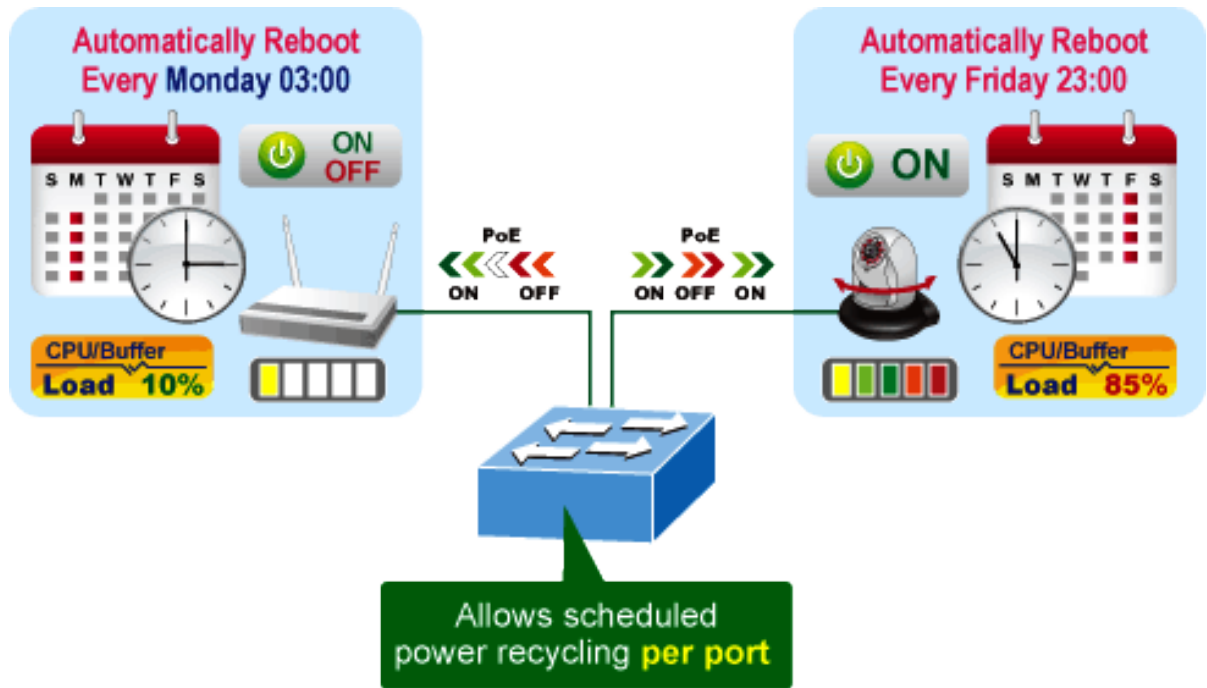 Automatically Reboot
Every Monday 03:00
ON
OFF
S M T W T F S
PoE
ON OFF
CPU/Buffer
Load 10%
Automatically Reboot
Every Friday 23:00
ON
S M T W T F S
PoE
ON OFF ON
CPU/Buffer
Load 85%
Allows scheduled
power recycling per port